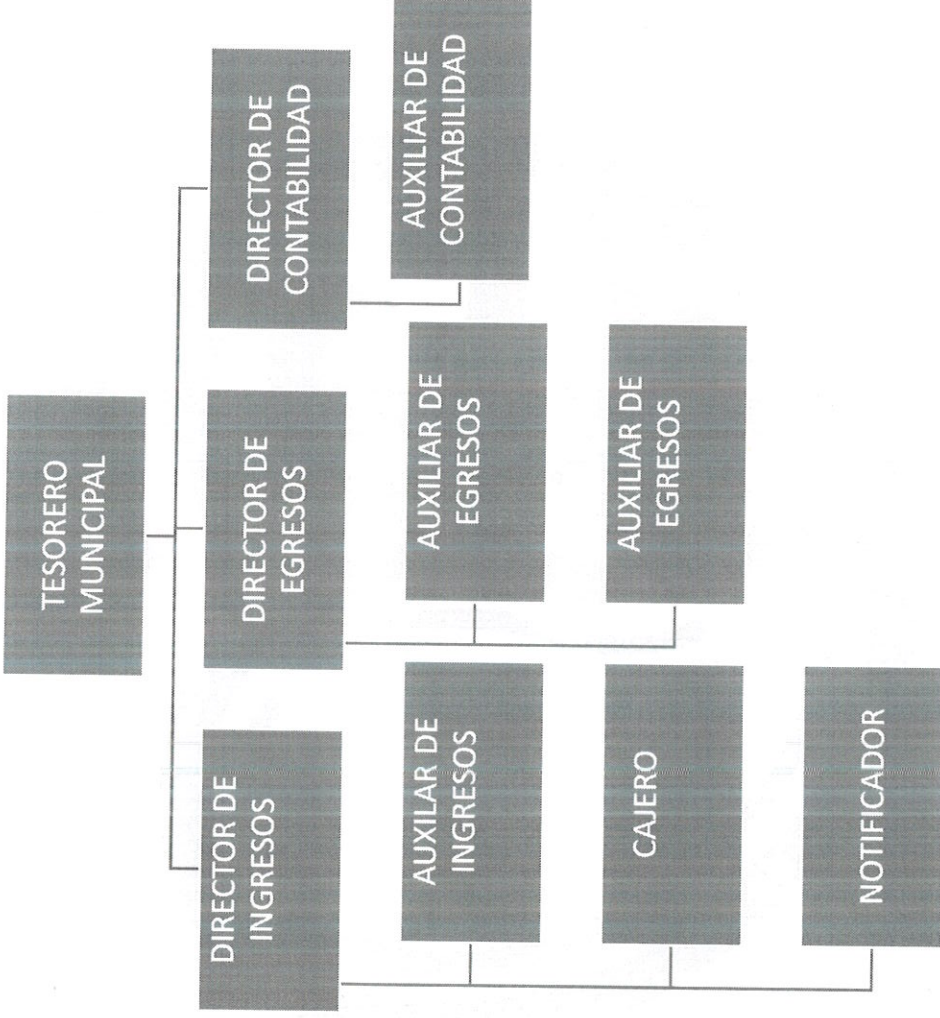 TESORERO
MUNICIPAL
DIRECTOR DE
INGRESOS
AUXILAR DE
INGRESOS
CAJERO
NOTIFICADOR
DIRECTOR DE
EGRESOS
AUXILIAR DE
EGRESOS
AUXILIAR DE
EGRESOS
DIRECTOR DE
CONTABILIDAD
AUXILIAR DE
CONTABILIDAD